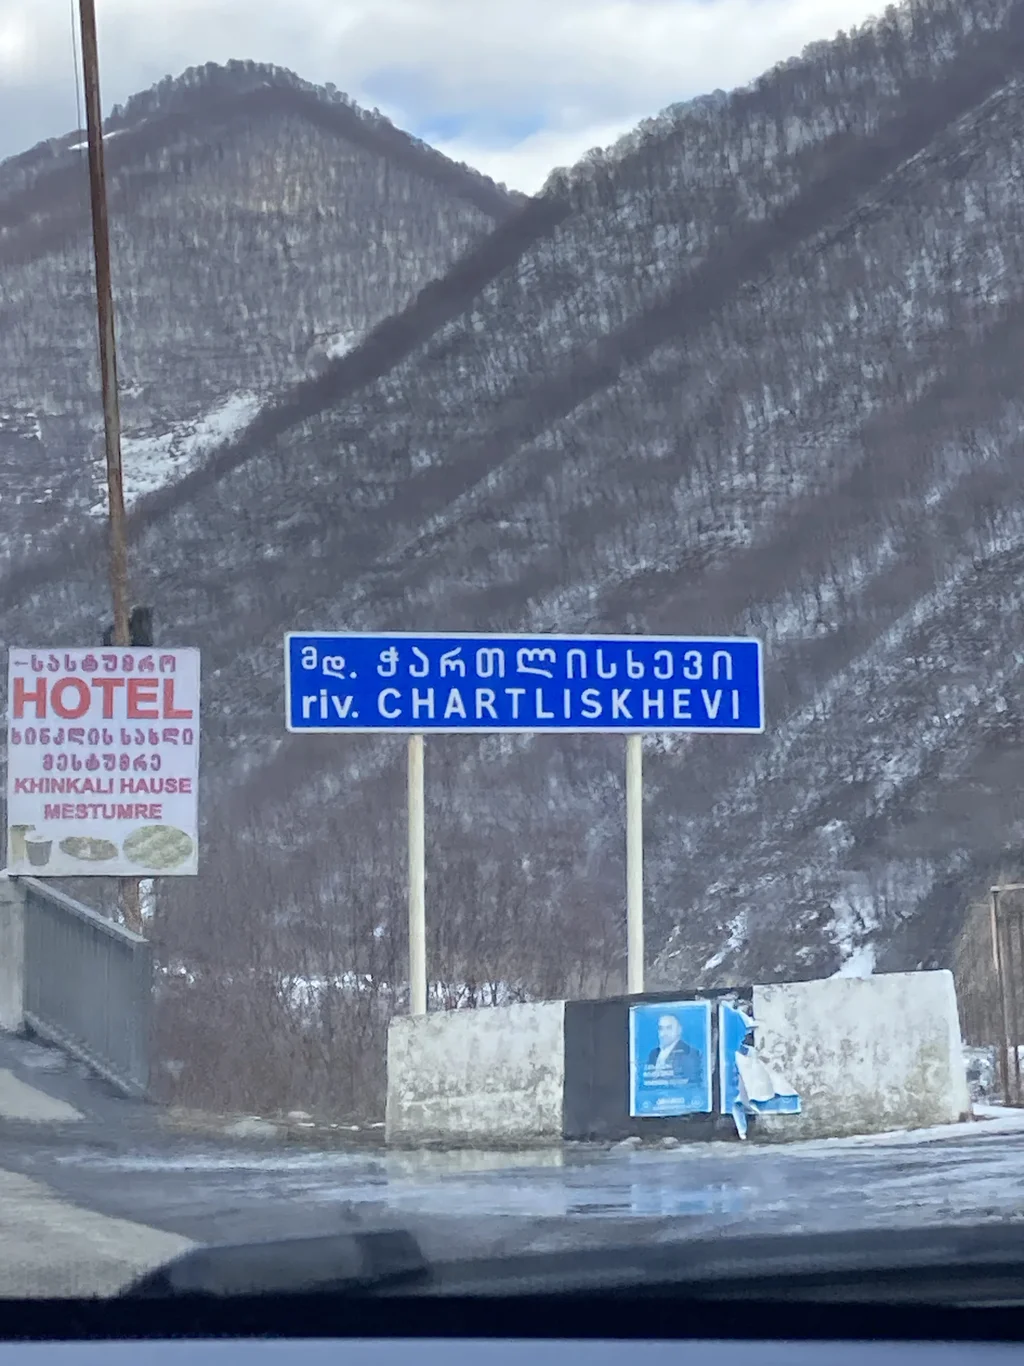 ←ᲡᲐᲡᲢᲣᲛᲠᲝ
HOTEL
ᲮᲘᲜᲙᲚᲘᲡ ᲡᲐᲮᲚᲘ
ᲛᲔᲡᲢᲣᲛᲠᲔ
KHINKALI HAUSE
MESTUMRE
მდ. ᲭᲐᲠᲗᲚᲘᲡᲮᲔᲕᲘ
riv. CHARTLISKHEVI